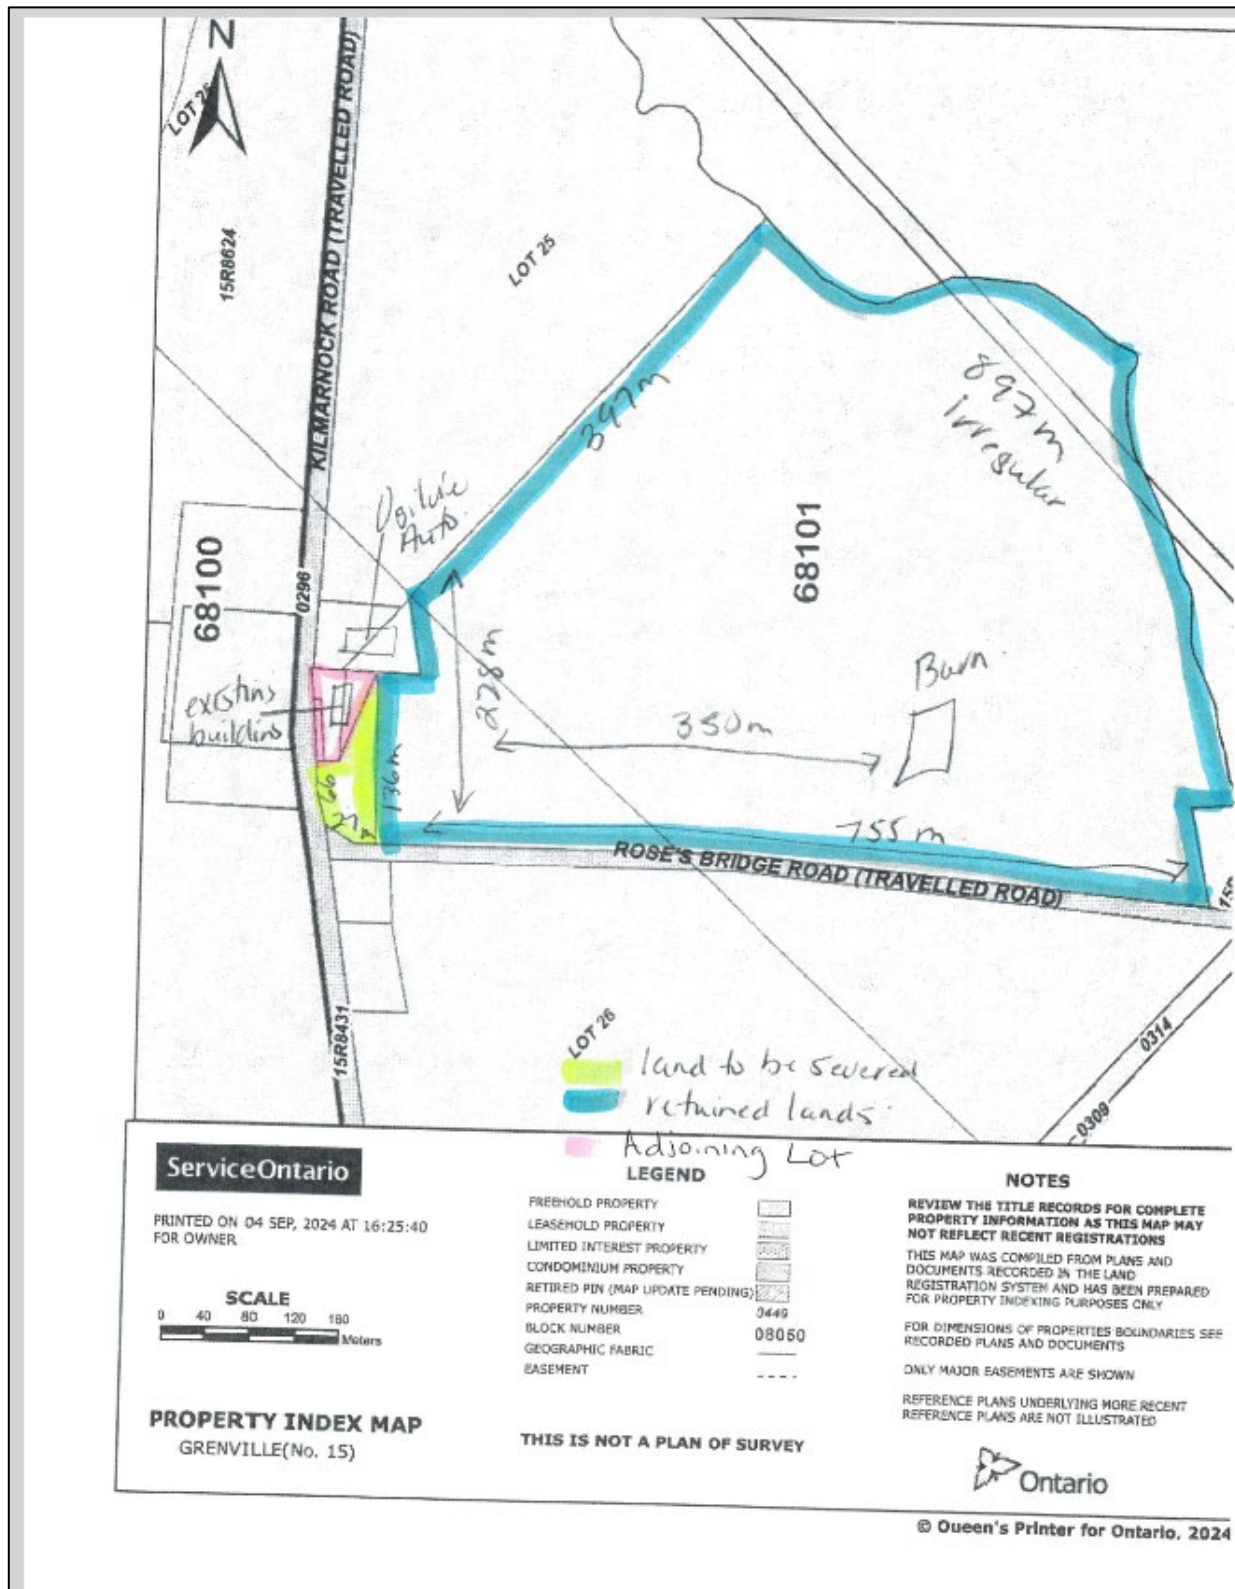 N
LOT 26
15R8624
KILMARNOCK ROAD (TRAVELLED ROAD)
LOT 25
397m
897m
irregular
Ogilvie
Auto.
68100
0296
68101
existing
building
228m
Barn
350m
136m
66
27
755 m
ROSE'S BRIDGE ROAD (TRAVELLED ROAD)
15R8431
LOT 26
0314
0309
land to be severed
retained lands
Adjoining Lot
ServiceOntario
PRINTED ON 04 SEP, 2024 AT 16:25:40
FOR OWNER
SCALE
0 40 80 120 160
Meters
PROPERTY INDEX MAP
GRENVILLE(No. 15)
LEGEND
FREEHOLD PROPERTY
LEASEHOLD PROPERTY
LIMITED INTEREST PROPERTY
CONDOMINIUM PROPERTY
RETIRED PIN (MAP UPDATE PENDING)
PROPERTY NUMBER 0449
BLOCK NUMBER 08050
GEOGRAPHIC FABRIC
EASEMENT
THIS IS NOT A PLAN OF SURVEY
NOTES
REVIEW THE TITLE RECORDS FOR COMPLETE
PROPERTY INFORMATION AS THIS MAP MAY
NOT REFLECT RECENT REGISTRATIONS
THIS MAP WAS COMPILED FROM PLANS AND
DOCUMENTS RECORDED IN THE LAND
REGISTRATION SYSTEM AND HAS BEEN PREPARED
FOR PROPERTY INDEXING PURPOSES ONLY
FOR DIMENSIONS OF PROPERTIES BOUNDARIES SEE
RECORDED PLANS AND DOCUMENTS
ONLY MAJOR EASEMENTS ARE SHOWN
REFERENCE PLANS UNDERLYING MORE RECENT
REFERENCE PLANS ARE NOT ILLUSTRATED
Ontario
© Queen's Printer for Ontario, 2024